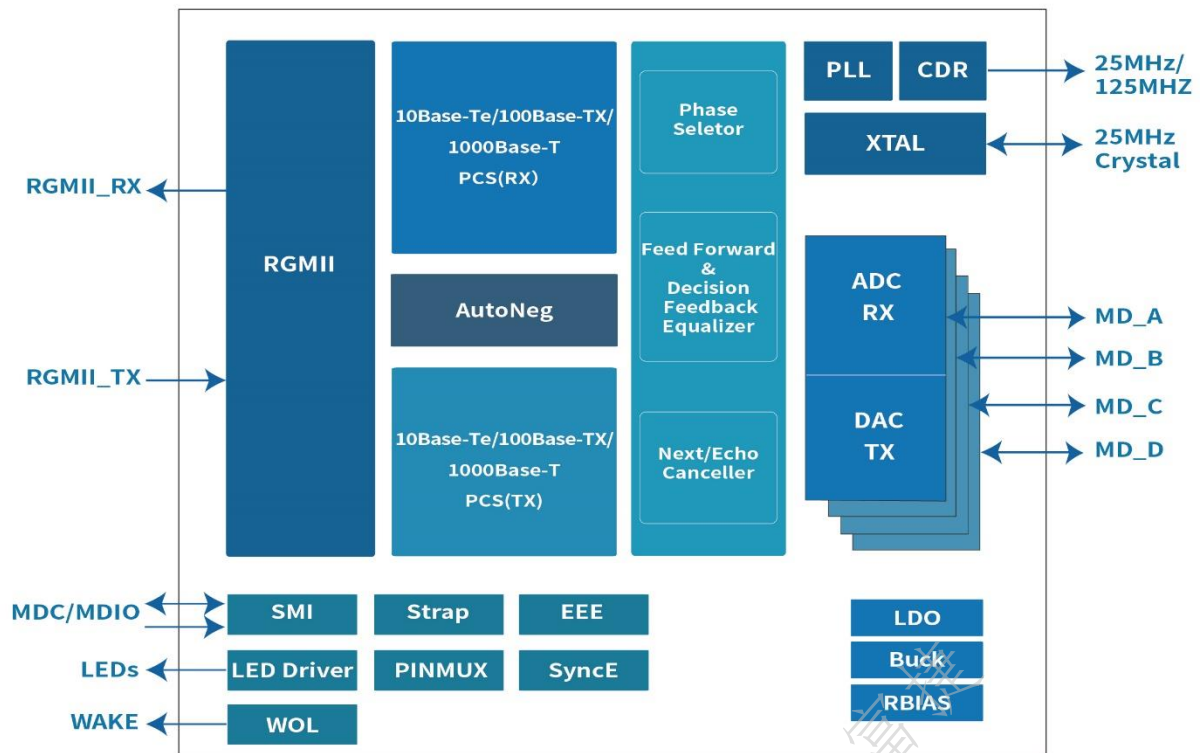 RGMII_RX
RGMII_TX
MDC/MDIO
LEDs
WAKE
RGMII
10Base-Te/100Base-TX/
1000Base-T
PCS(RX)
AutoNeg
10Base-Te/100Base-TX/
1000Base-T
PCS(TX)
Phase
Seletor
Feed Forward
&
Decision
Feedback
Equalizer
Next/Echo
Canceller
PLL
CDR
XTAL
25MHz/
125MHZ
25MHz
Crystal
ADC
RX
DAC
TX
MD_A
MD_B
MD_C
MD_D
SMI
Strap
EEE
LED Driver
PINMUX
SyncE
WOL
LDO
Buck
RBIAS